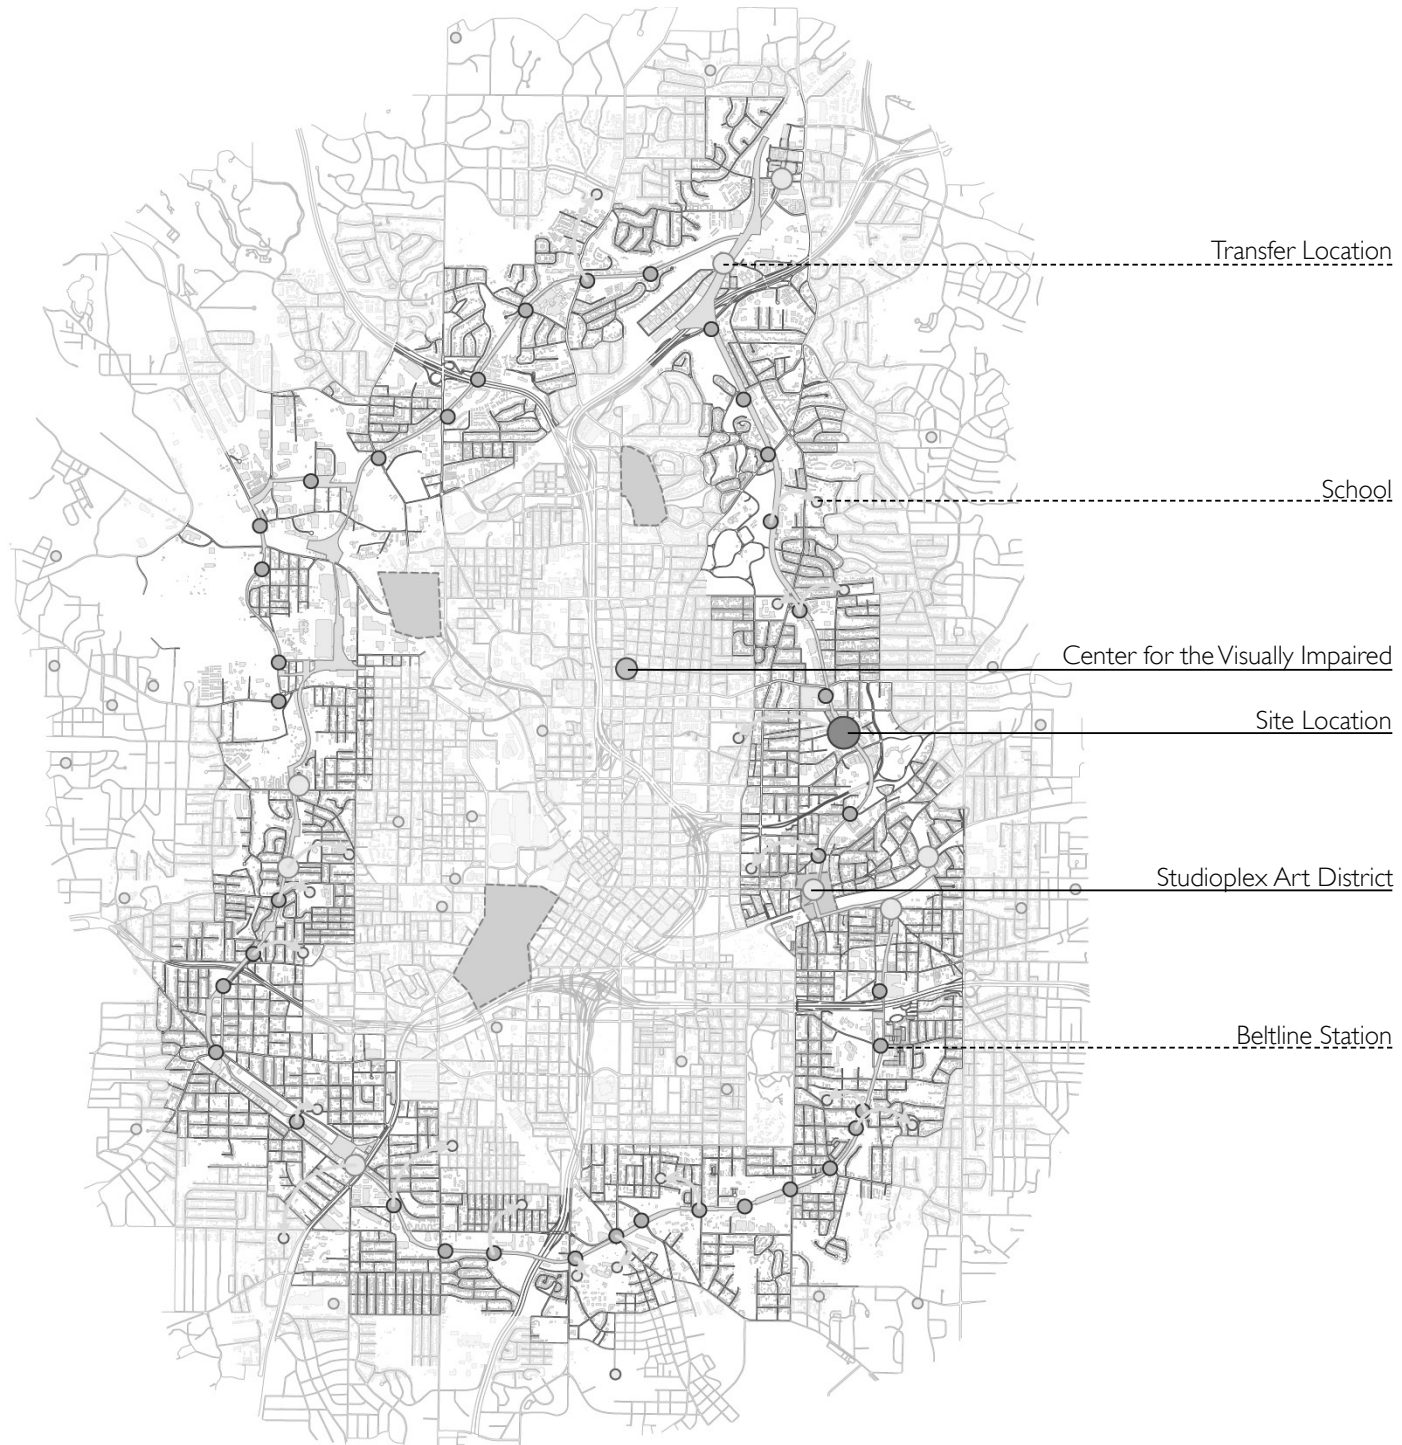 Transfer Location
School
Center for the Visually Impaired
Site Location
Studioplex Art District
Beltline Station